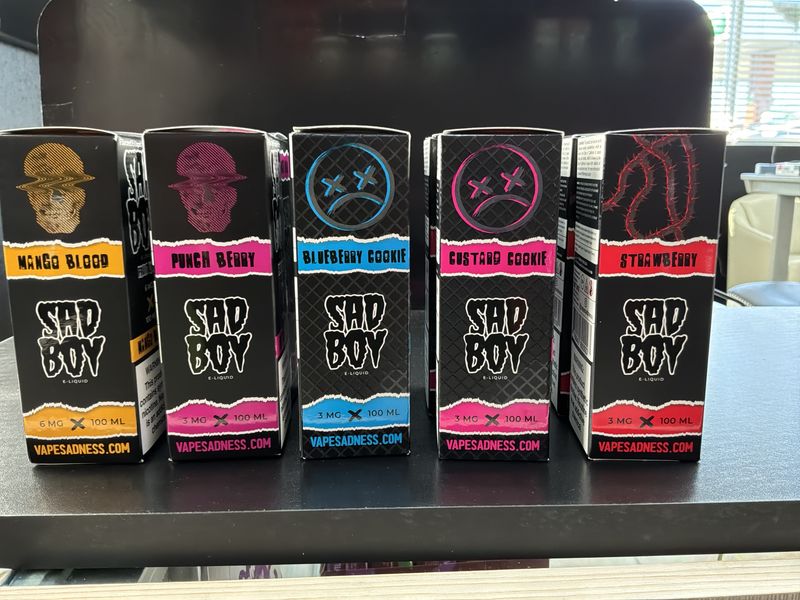 MANGO BLOOD
SAD
BOY
E-LIQUID
6 MG X 100 ML
VAPESADNESS.COM
SAD
BOY
PUNCH BERRY
SAD
BOY
E-LIQUID
3 MG X 100 ML
VAPESADNESS.COM
BLUEBERRY COOKIE
SAD
BOY
E-LIQUID
3 MG X 100 ML
VAPESADNESS.COM
CUSTARD COOKIE
SAD
BOY
E-LIQUID
3 MG X 100 ML
VAPESADNESS.COM
STRAWBERRY
SAD
BOY
E-LIQUID
3 MG X 100 ML
VAPESADNESS.COM